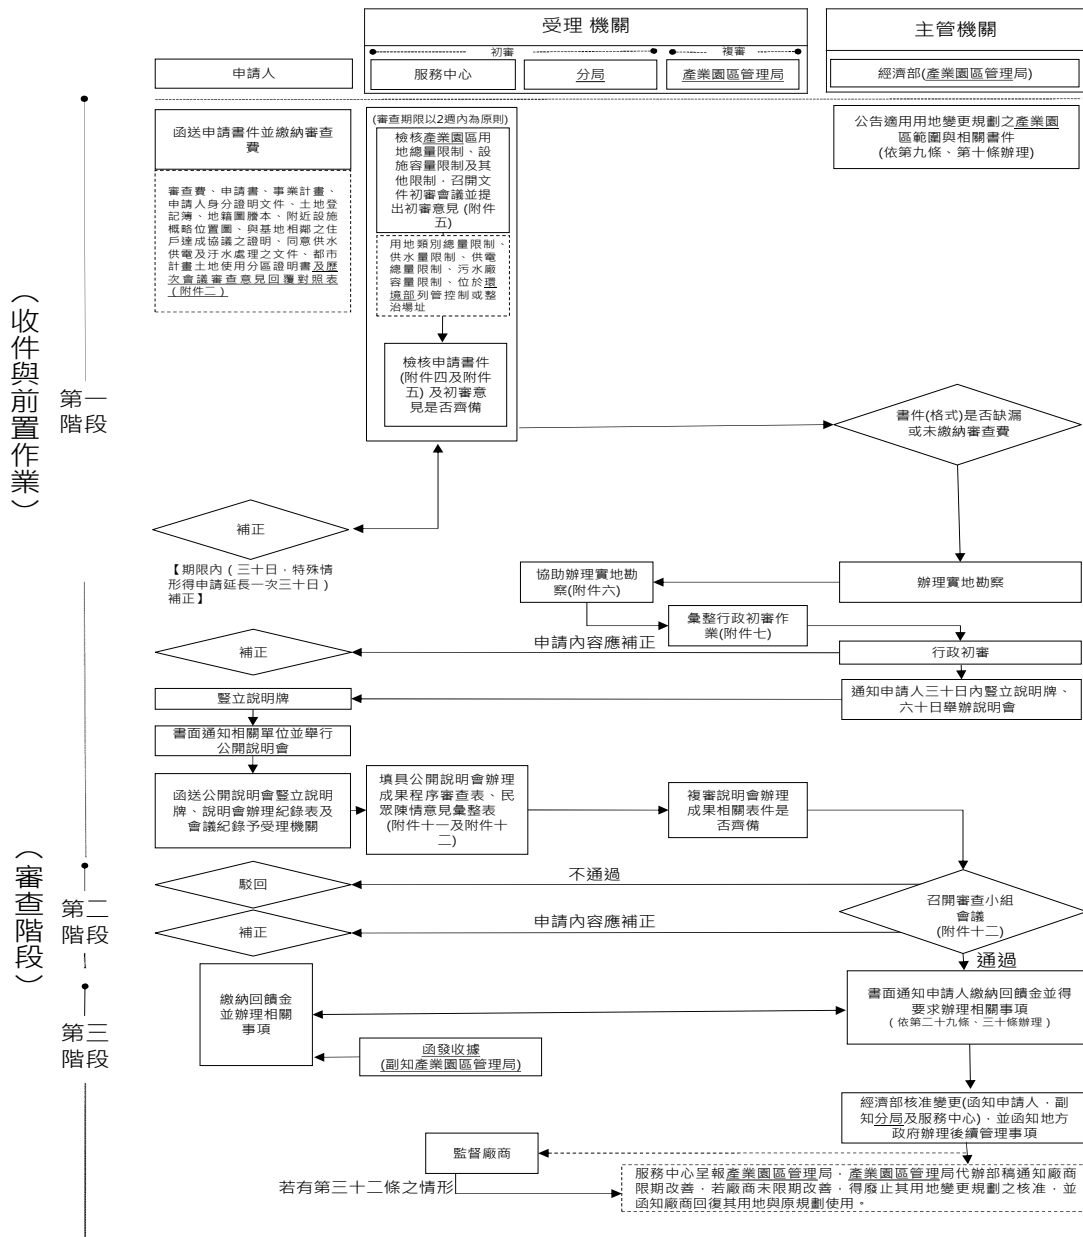 受理 機關
主管機關
初審
複審
申請人
服務中心
分局
產業園區管理局
經濟部(產業園區管理局)
函送申請書件並繳納審查
費
審查費、申請書、事業計畫、
申請人身分證明文件、土地登
記簿、地籍圖謄本、附近設施
概略位置圖、與基地相鄰之住
戶達成協議之證明、同意供水
供電及汙水處理之文件、都市
計畫土地使用分區證明書及歷
次會議審查意見回覆對照表
(附件二)
(審查期限以2週內為原則)
檢核產業園區用
地總量限制、設
施容量限制及其
他限制，召開文
件初審會議並提
出初審意見 (附件
五)
用地類別總量限制、
供水量限制、供電
總量限制、污水廠
容量限制、位於環
境部列管控制或整
治場址
檢核申請書件
(附件四及附件
五) 及初審意
見是否齊備
公告適用用地變更規劃之產業園
區範圍與相關書件
(依第九條、第十條辦理)
（收件與前置作業）
第一
階段
書件(格式)是否缺漏
或未繳納審查費
補正
【期限內（三十日，特殊情
形得申請延長一次三十日）
補正】
協助辦理實地勘
察(附件六)
辦理實地勘察
彙整行政初審作
業(附件七)
申請內容應補正
補正
行政初審
豎立說明牌
通知申請人三十日內豎立說明牌、
六十日舉辦說明會
書面通知相關單位並舉行
公開說明會
函送公開說明會豎立說明
牌、說明會辦理紀錄表及
會議紀錄予受理機關
填具公開說明會辦理
成果程序審查表、民
眾陳情意見彙整表
(附件十一及附件十
二)
複審說明會辦理
成果相關表件是
否齊備
（審查階段）
第二
階段
駁回
不通過
召開審查小組
會議
(附件十二)
申請內容應補正
補正
通過
第三
階段
繳納回饋金
並辦理相關
事項
書面通知申請人繳納回饋金並得
要求辦理相關事項
（依第二十九條、三十條辦理）
函發收據
(副知產業園區管理局)
經濟部核准變更(函知申請人，副
知分局及服務中心)，並函知地方
政府辦理後續管理事項
監督廠商
若有第三十二條之情形
服務中心呈報產業園區管理局，產業園區管理局代辦部稿通知廠商
限期改善，若廠商未限期改善，得廢止其用地變更規劃之核准，並
函知廠商回復其用地與原規劃使用。